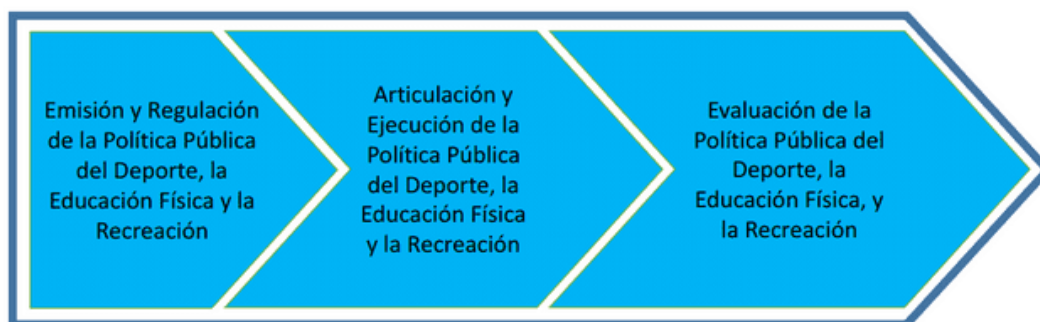 Emisión y Regulación
de la Política Pública
del Deporte, la
Educación Física y la
Recreación
Articulación y
Ejecución de la
Política Pública
del Deporte, la
Educación Física
y la Recreación
Evaluación de la
Política Pública del
Deporte, la
Educación Física, y
la Recreación